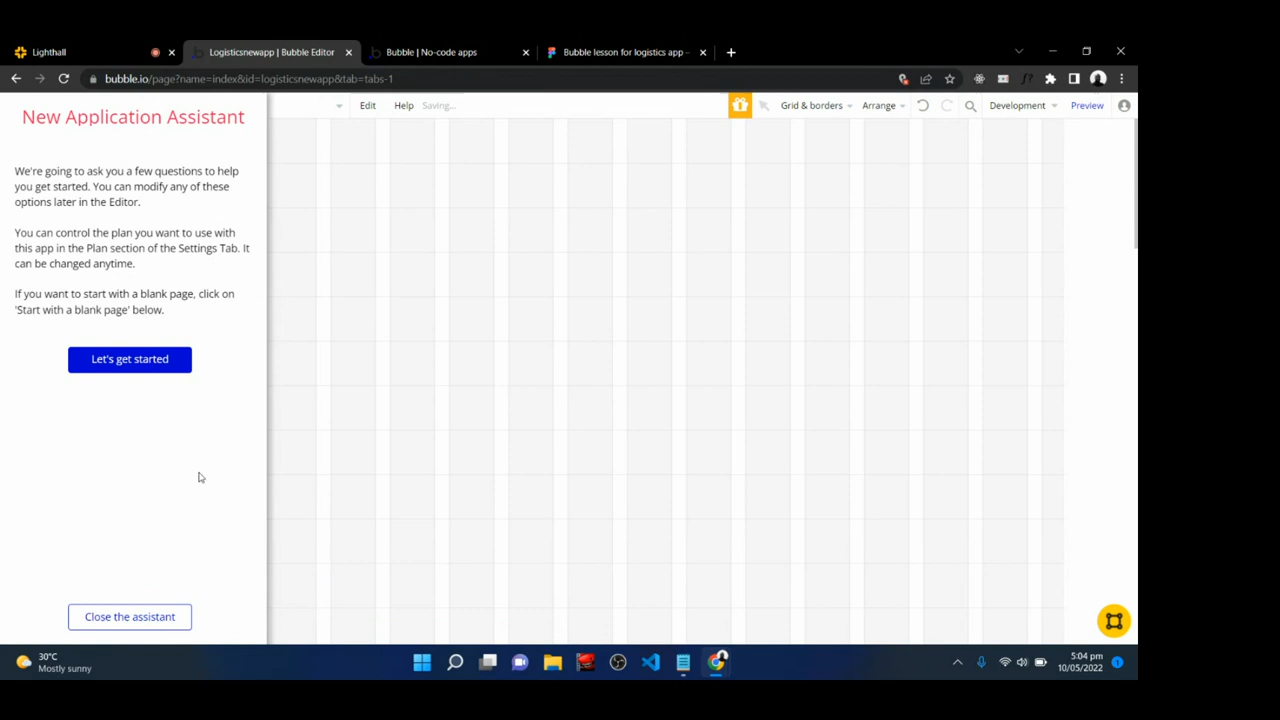 Lighthall
Logisticsnewapp | Bubble Editor
Bubble | No-code apps
Bubble lesson for logistics app –
bubble.io/page?name=index&id=logisticsnewapp&tab=tabs-1
New Application Assistant
Edit
Help
Saving...
Grid & borders
Arrange
Development
Preview
We're going to ask you a few questions to help
you get started. You can modify any of these
options later in the Editor.
You can control the plan you want to use with
this app in the Plan section of the Settings Tab. It
can be changed anytime.
If you want to start with a blank page, click on
'Start with a blank page' below.
Let's get started
Close the assistant
30°C
Mostly sunny
5:04 pm
10/05/2022
1